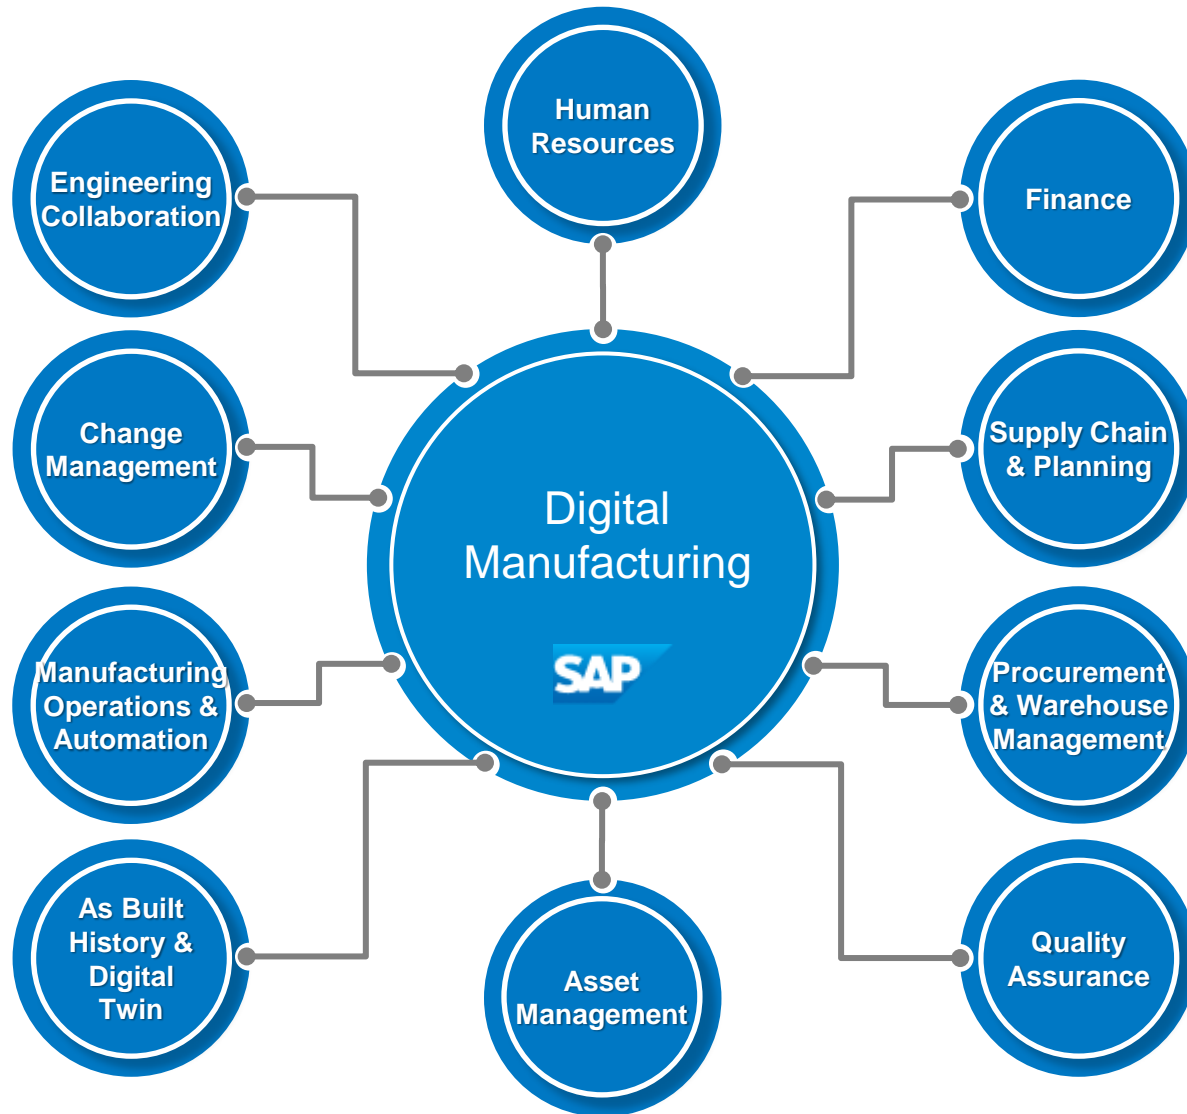 Human
Resources
Engineering
Collaboration
Finance
Change
Management
Supply Chain
& Planning
Digital
Manufacturing
SAP
Manufacturing
Operations &
Automation
Procurement
& Warehouse
Management
As Built
History &
Digital
Twin
Asset
Management
Quality
Assurance